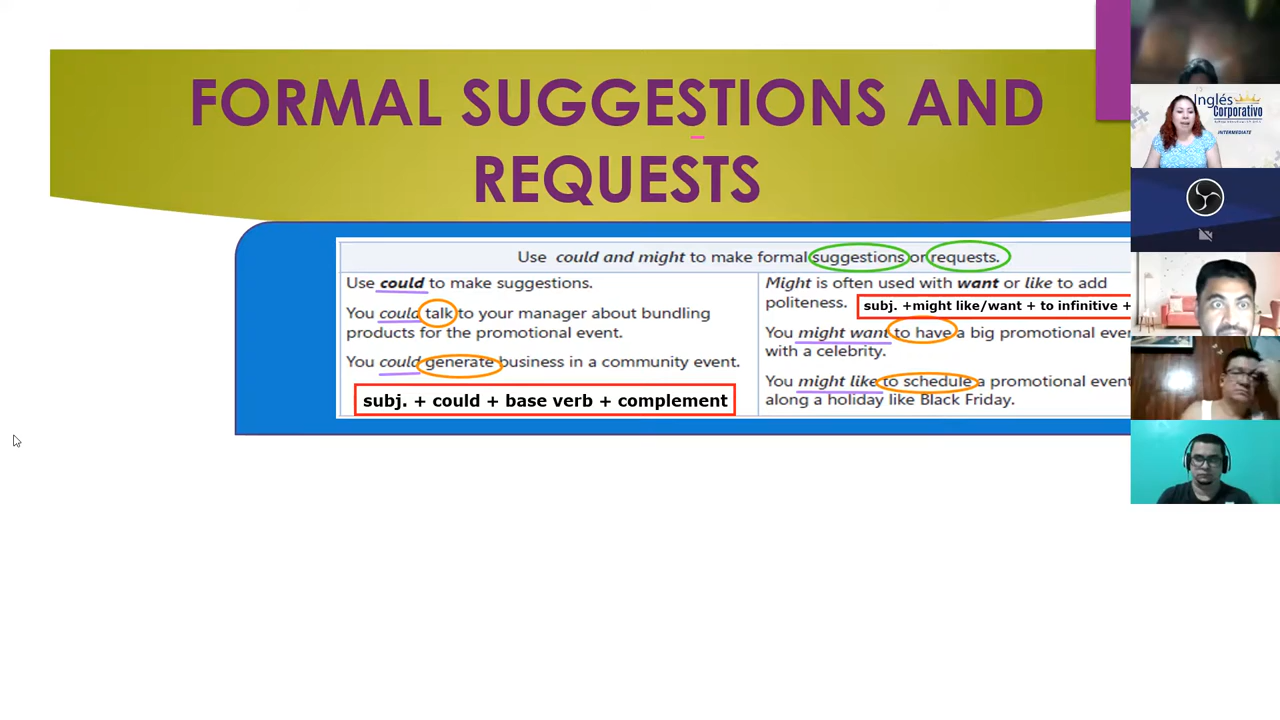 FORMAL SUGGESTIONS AND
REQUESTS
Use could and might to make formal suggestions or requests.
Use could to make suggestions.
You could talk to your manager about bundling
products for the promotional event.
You could generate business in a community event.
subj. + could + base verb + complement
Might is often used with want or like to add
politeness.
subj. +might like/want + to infinitive +
You might want to have a big promotional
with a celebrity.
You might like to schedule a promotional event
along a holiday like Black Friday.
Inglés
Corporativo
INTERMEDIATE